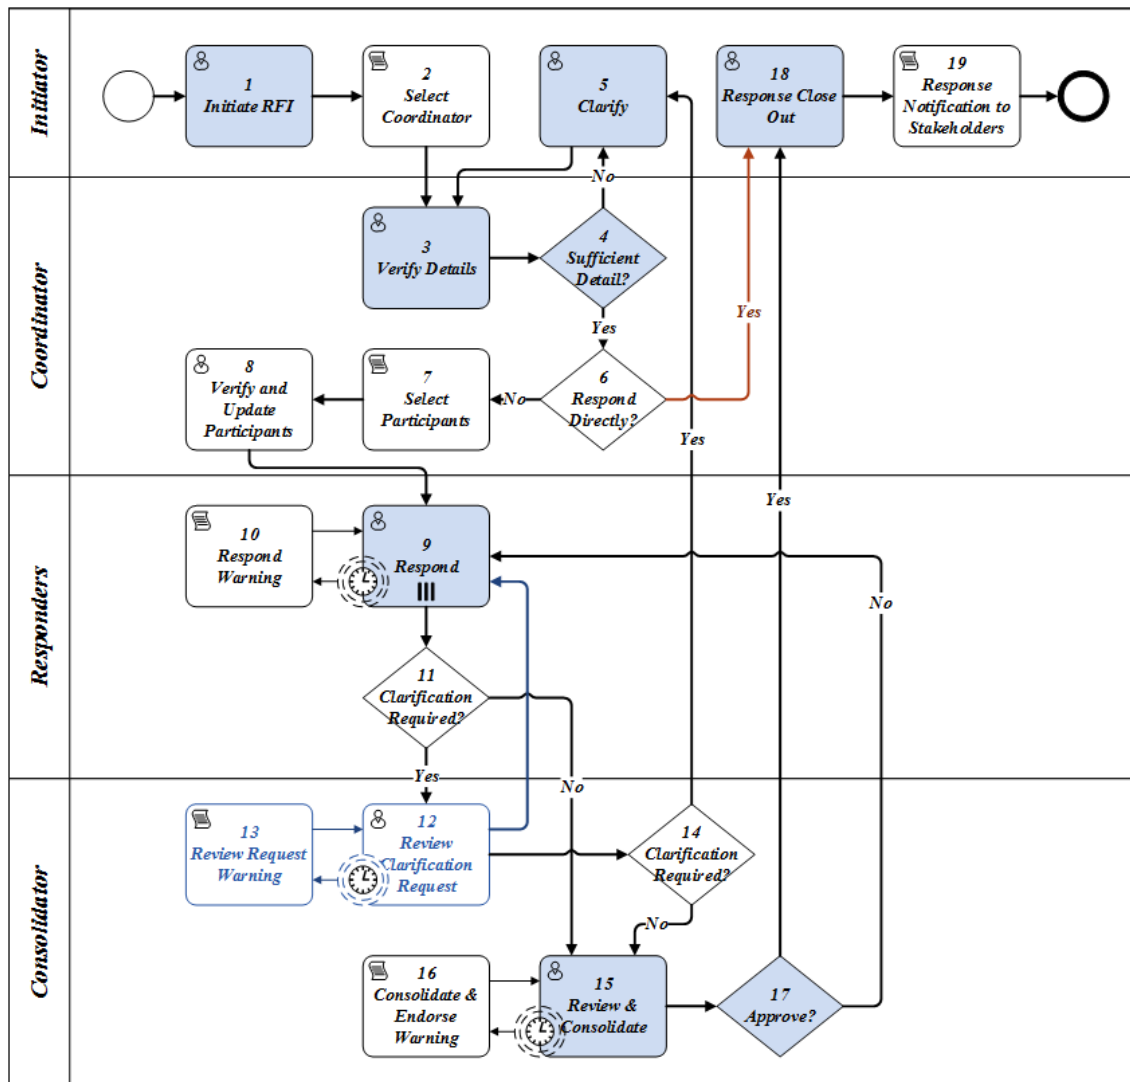 Initiator
1
Initiate RFI
2
Select
Coordinator
5
Clarify
18
Response Close
Out
19
Response
Notification to
Stakeholders
No
Coordinator
3
Verify Details
4
Sufficient
Detail?
Yes
Yes
8
Verify and
Update
Participants
7
Select
Participants
No
6
Respond
Directly?
Yes
Responders
10
Respond
Warning
9
Respond
Yes
No
11
Clarification
Required?
Yes
No
Consolidator
13
Review Request
Warning
12
Review
Clarification
Request
14
Clarification
Required?
No
16
Consolidate &
Endorse
Warning
15
Review &
Consolidate
17
Approve?